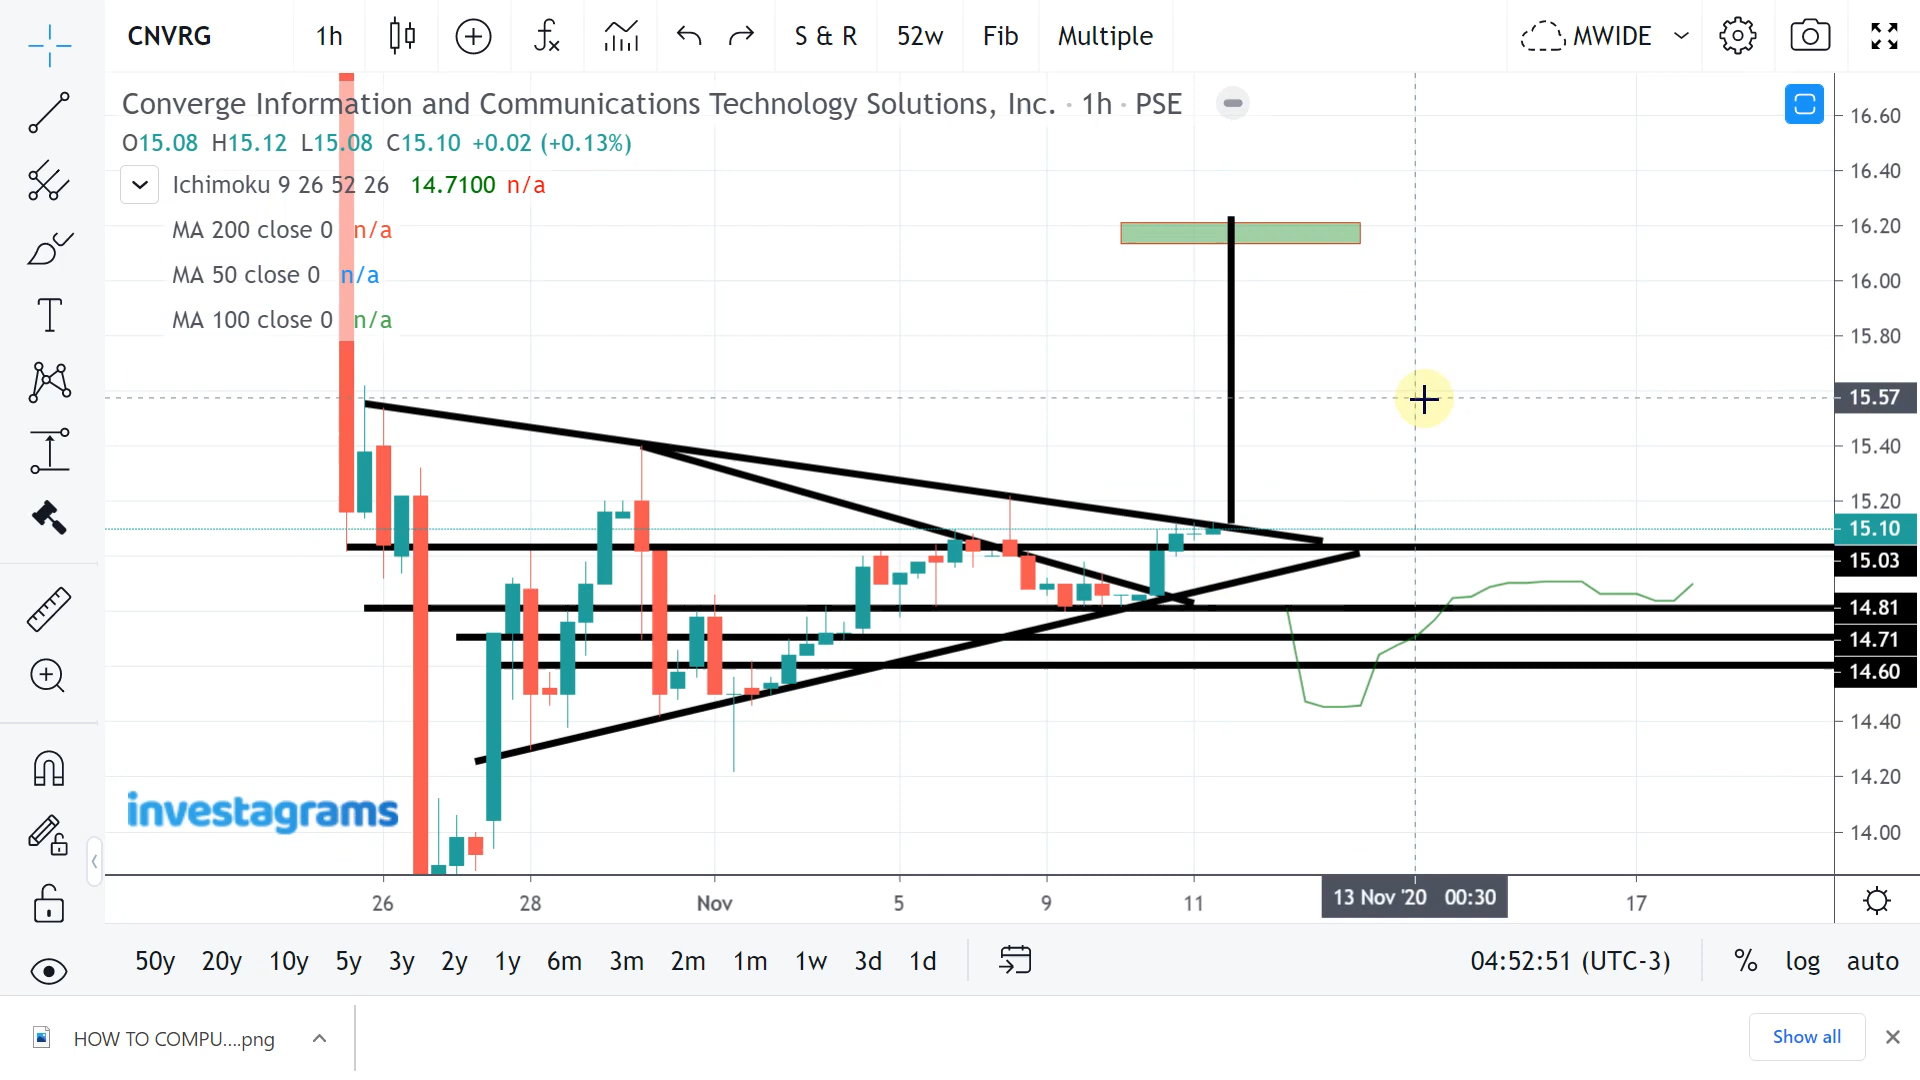 CNVRG 1h S & R 52w Fib Multiple MWIDE
Converge Information and Communications Technology Solutions, Inc. · 1h · PSE
O15.08 H15.12 L15.08 C15.10 +0.02 (+0.13%)
Ichimoku 9 26 52 26 14.7100 n/a
MA 200 close 0 n/a
MA 50 close 0 n/a
MA 100 close 0 n/a
16.60
16.40
16.20
16.00
15.80
15.57
15.40
15.20
15.10
15.03
14.81
14.71
14.60
14.40
14.20
14.00
investagrams
26 28 Nov 5 9 11 13 Nov '20 00:30 17
50y 20y 10y 5y 3y 2y 1y 6m 3m 2m 1m 1w 3d 1d 04:52:51 (UTC-3) % log auto
HOW TO COMPU....png Show all